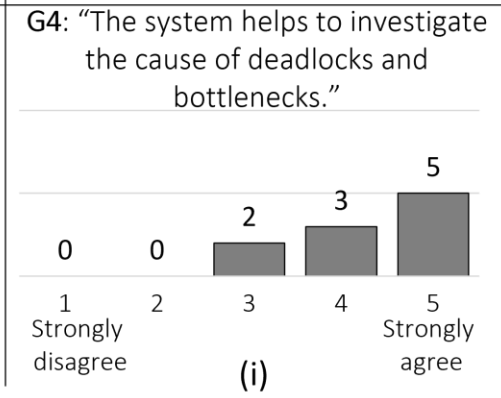 G4: “The system helps to investigate
the cause of deadlocks and
bottlenecks.”
5
3
2
0 0
1 2 3 4 5
Strongly disagree
Strongly agree
(i)